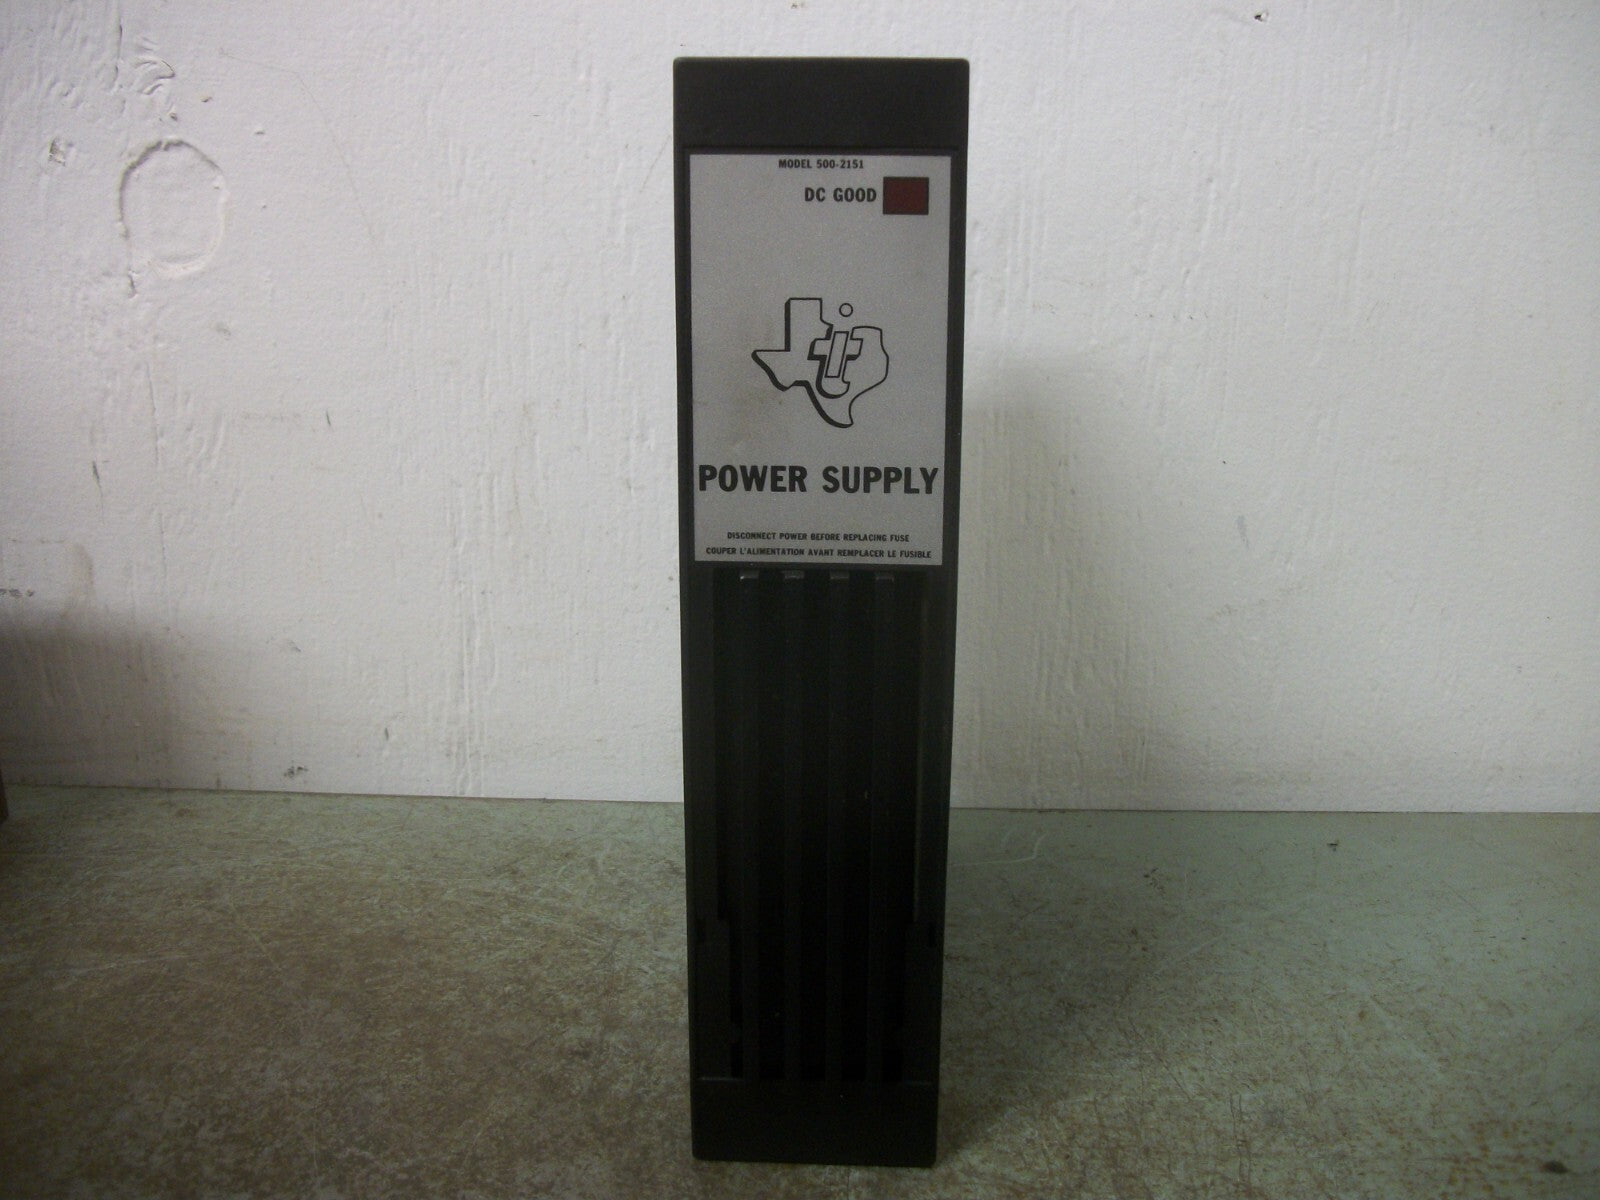 MODEL 500-2151
DC GOOD
POWER SUPPLY
DISCONNECT POWER BEFORE REPLACING FUSE
COUPER L'ALIMENTATION AVANT REMPLACER LE FUSIBLE